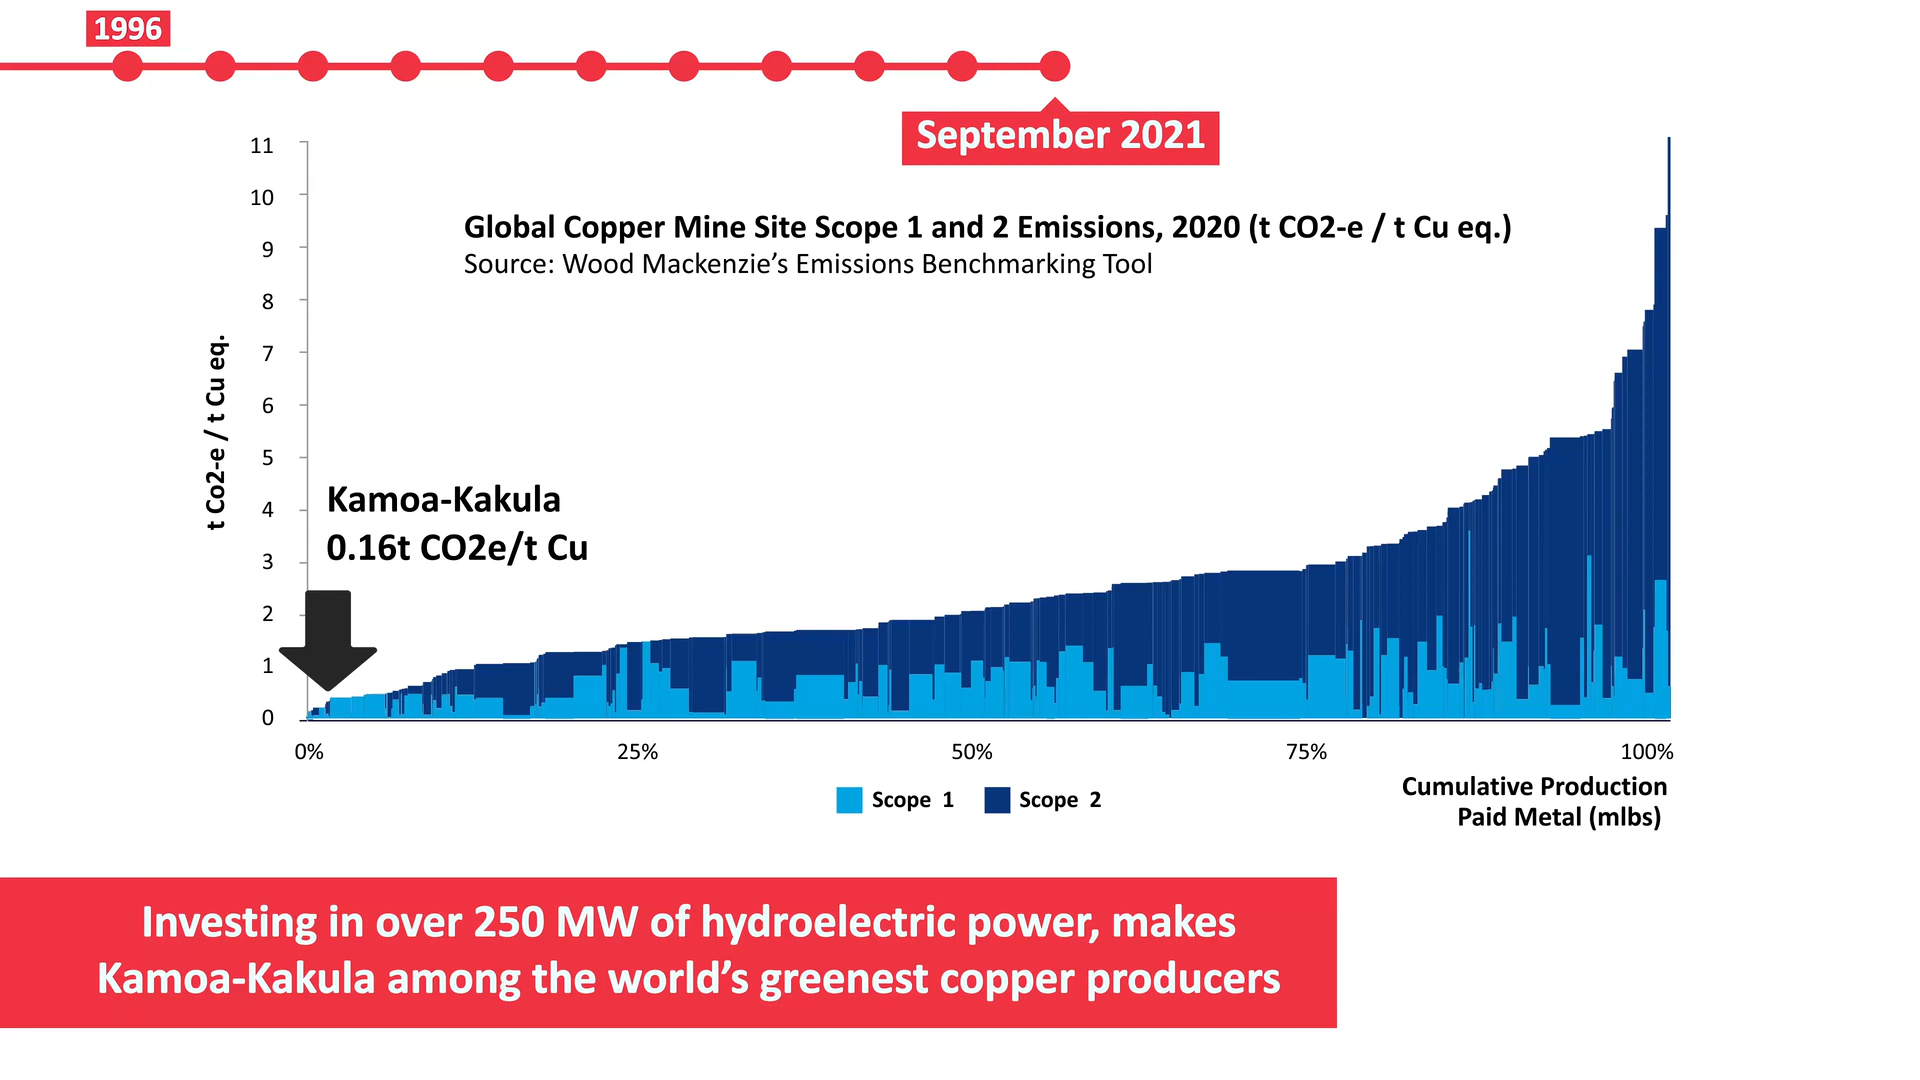 1996
September 2021
11
10
9
8
7
6
5
4
3
2
1
0
t Co2-e / t Cu eq.
Global Copper Mine Site Scope 1 and 2 Emissions, 2020 (t CO2-e / t Cu eq.)
Source: Wood Mackenzie’s Emissions Benchmarking Tool
Kamoa-Kakula
0.16t CO2e/t Cu
0%
25%
50%
75%
100%
Cumulative Production
Paid Metal (mlbs)
Scope 1
Scope 2
Investing in over 250 MW of hydroelectric power, makes
Kamoa-Kakula among the world’s greenest copper producers